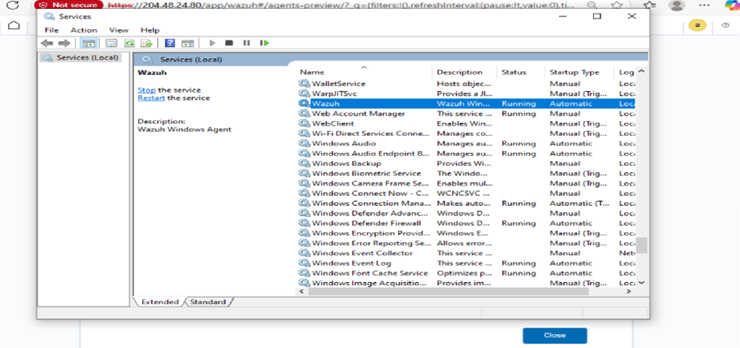 Not secure https://204.48.24.80/app/wazuh#/agents-preview/?_g=(filters:!(),refreshInterval:(pause:!t,value:0),ti...
Services
File Action View Help
Services (Local)
Services (Local)
Wazuh
Stop the service
Restart the service
Description:
Wazuh Windows Agent
Name Description Status Startup Type Log
WalletService Hosts objec... Manual Loca
WarpJITSvc Provides a JI... Manual (Trig... Loca
Wazuh Wazuh Win... Running Automatic Loca
Web Account Manager This service ... Running Manual Loca
WebClient Enables Win... Manual (Trig... Loca
Wi-Fi Direct Services Conne... Manages co... Manual (Trig... Loca
Windows Audio Manages au... Running Automatic Loca
Windows Audio Endpoint B... Manages au... Running Automatic Loca
Windows Backup Provides Wi... Manual Loca
Windows Biometric Service The Windo... Manual (Trig... Loca
Windows Camera Frame Se... Enables mul... Manual (Trig... Loca
Windows Connect Now - C... WCNCSVC ... Manual Loca
Windows Connection Mana... Makes auto... Running Automatic (T... Loca
Windows Defender Advanc... Windows D... Manual Loca
Windows Defender Firewall Windows D... Running Automatic Loca
Windows Encryption Provid... Windows E... Manual (Trig... Loca
Windows Error Reporting Se... Allows error... Manual (Trig... Loca
Windows Event Collector This service ... Manual Netw
Windows Event Log This service ... Running Automatic Loca
Windows Font Cache Service Optimizes p... Running Automatic Loca
Windows Image Acquisitio... Provides im... Manual (Trig... Loca
Extended Standard
Close